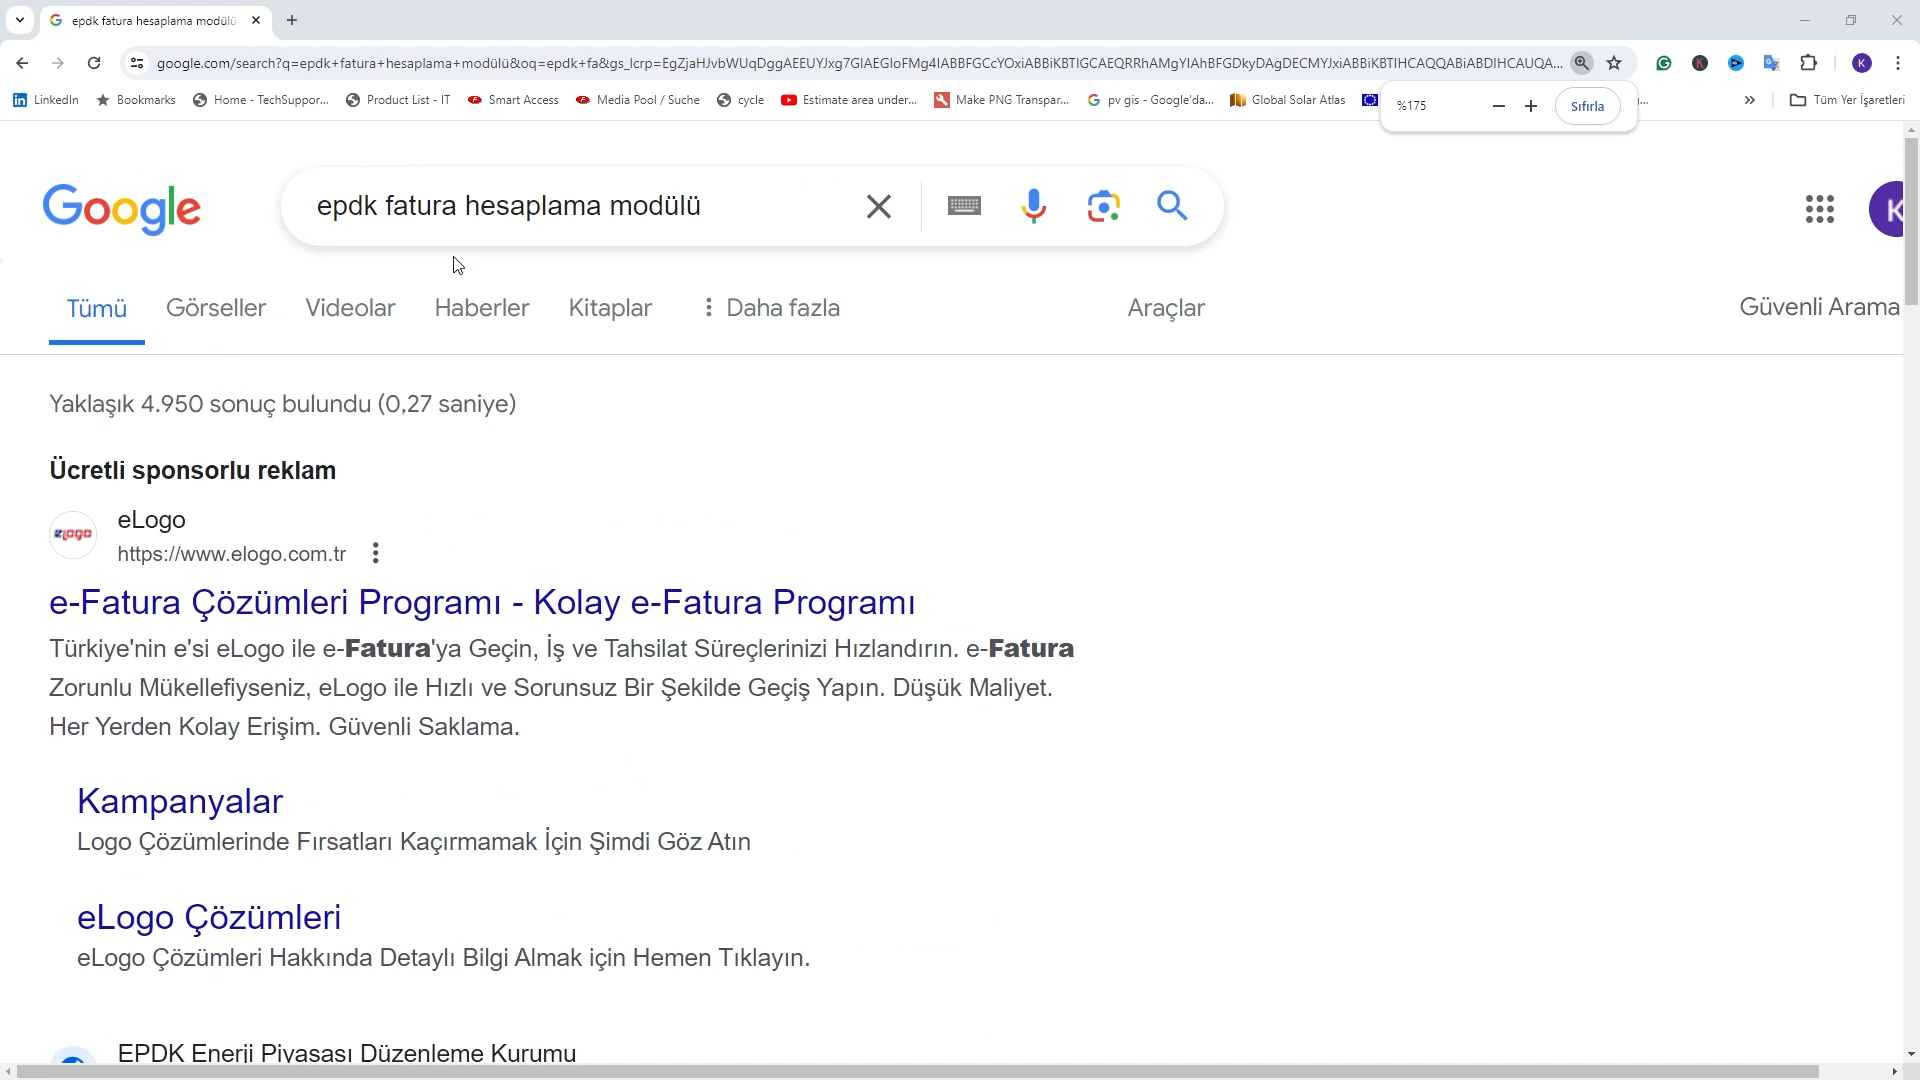 epdk fatura hesaplama modülü
google.com/search?q=epdk+fatura+hesaplama+modülü&oq=epdk+fa&gs_lcrp=EgZjaHJvbWUqDggAEEUYJxg7GIAEGIoFMg4IABBFGCcYOxiABBiKBTIGCAEQRRhAMgYIAhBFGDkyDAgDECMYJxiABBiKBTIHCAQQABiABDIHCAUQA...
LinkedIn Bookmarks Home - TechSuppor... Product List - IT Smart Access Media Pool / Suche cycle Estimate area under... Make PNG Transpar... pv gis - Google'da... Global Solar Atlas » Tüm Yer İşaretleri
%175 − + Sıfırla
Google epdk fatura hesaplama modülü K
Tümü Görseller Videolar Haberler Kitaplar Daha fazla Araçlar Güvenli Arama
Yaklaşık 4.950 sonuç bulundu (0,27 saniye)
Ücretli sponsorlu reklam
eLogo
https://www.elogo.com.tr
e-Fatura Çözümleri Programı - Kolay e-Fatura Programı
Türkiye'nin e'si eLogo ile e-Fatura'ya Geçin, İş ve Tahsilat Süreçlerinizi Hızlandırın. e-Fatura
Zorunlu Mükellefiyseniz, eLogo ile Hızlı ve Sorunsuz Bir Şekilde Geçiş Yapın. Düşük Maliyet.
Her Yerden Kolay Erişim. Güvenli Saklama.
Kampanyalar
Logo Çözümlerinde Fırsatları Kaçırmamak İçin Şimdi Göz Atın
eLogo Çözümleri
eLogo Çözümleri Hakkında Detaylı Bilgi Almak için Hemen Tıklayın.
EPDK Enerji Piyasası Düzenleme Kurumu